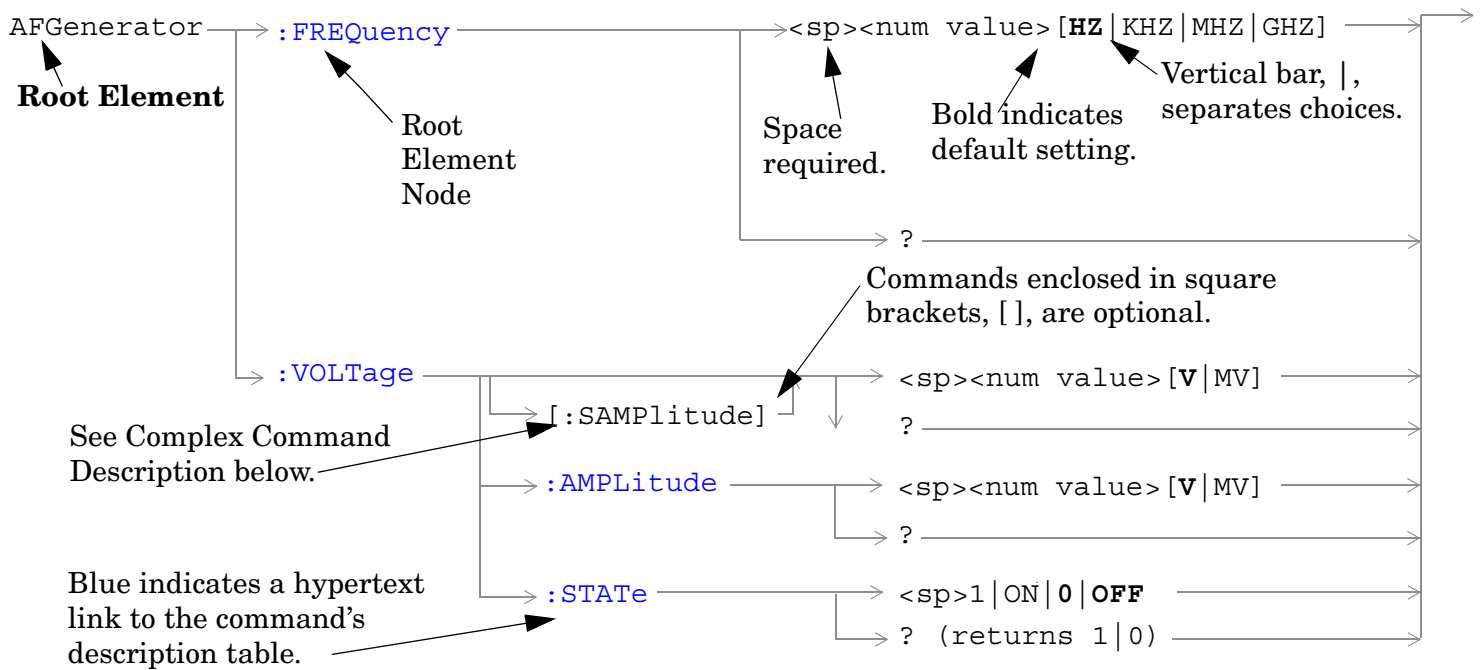 AFGenerator :FREQuency <sp><num value>[HZ|KHZ|MHZ|GHZ]
Root Element
Root
Element
Node
Space
required.
Bold indicates
default setting.
Vertical bar, |,
separates choices.
?
Commands enclosed in square
brackets, [ ], are optional.
:VOLTage <sp><num value>[V|MV]
[:SAMPlitude] ?
See Complex Command
Description below.
:AMPLitude <sp><num value>[V|MV]
?
Blue indicates a hypertext
link to the command's
description table.
:STATe <sp>1|ON|0|OFF
? (returns 1|0)